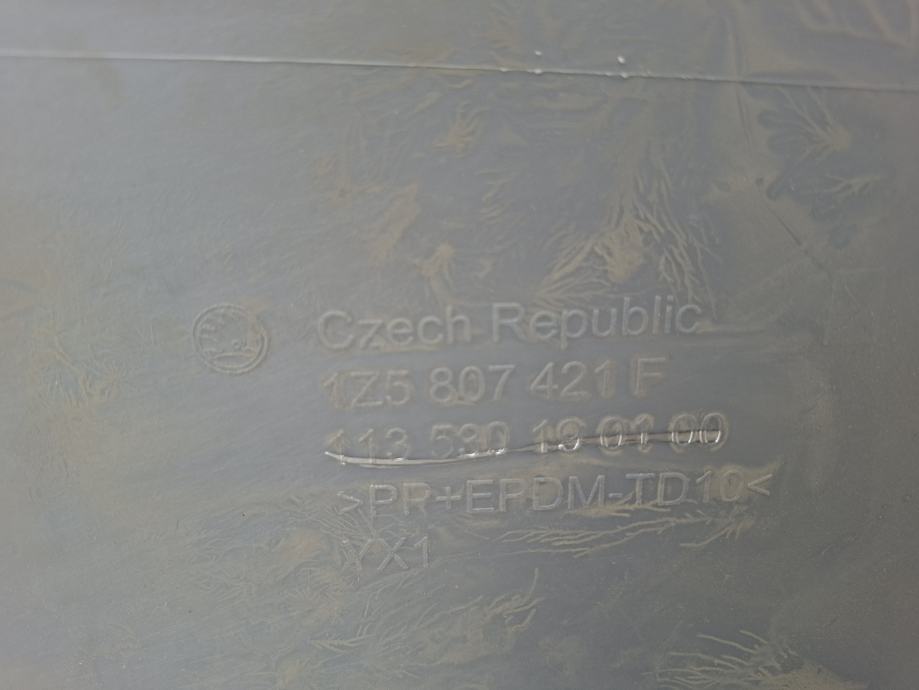 Czech Republic
1Z5 807 421 F
113 530 19 01 00
>PP+EPDM-TD10<
YX1